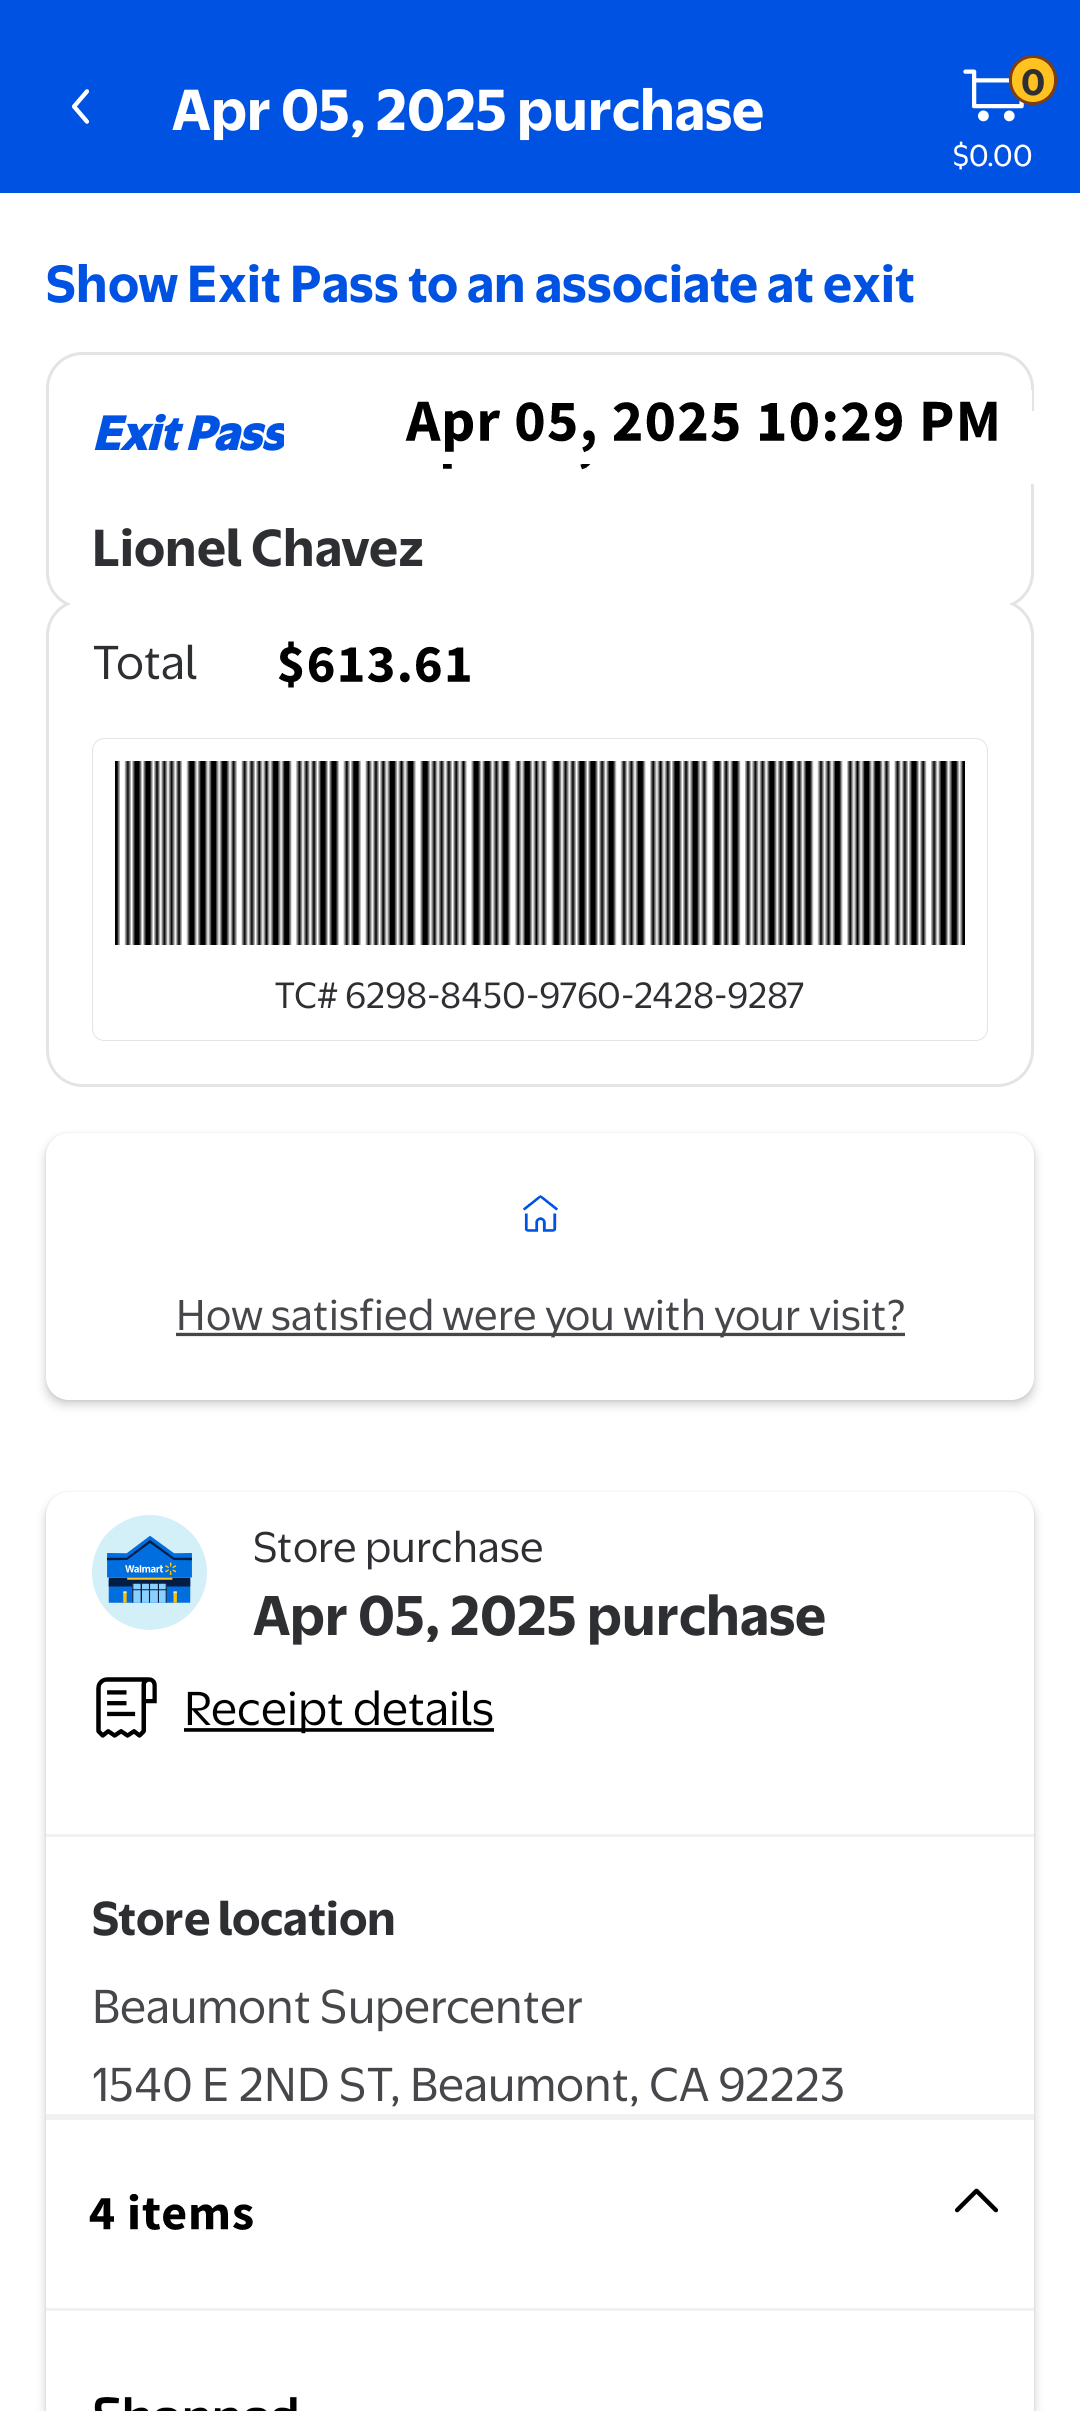 Apr 05, 2025 purchase
0
$0.00
Show Exit Pass to an associate at exit
Exit Pass
Apr 05, 2025 10:29 PM
Lionel Chavez
Total $613.61
TC# 6298-8450-9760-2428-9287
How satisfied were you with your visit?
Walmart
Store purchase
Apr 05, 2025 purchase
Receipt details
Store location
Beaumont Supercenter
1540 E 2ND ST, Beaumont, CA 92223
4 items